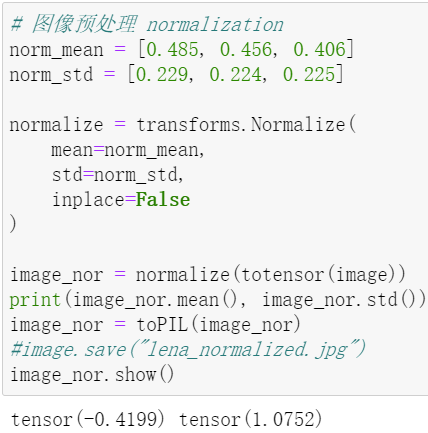 # 图像预处理 normalization
norm_mean = [0.485, 0.456, 0.406]
norm_std = [0.229, 0.224, 0.225]

normalize = transforms.Normalize(
    mean=norm_mean,
    std=norm_std,
    inplace=False
)

image_nor = normalize(totensor(image))
print(image_nor.mean(), image_nor.std())
image_nor = toPIL(image_nor)
#image.save("lena_normalized.jpg")
image_nor.show()

tensor(-0.4199) tensor(1.0752)